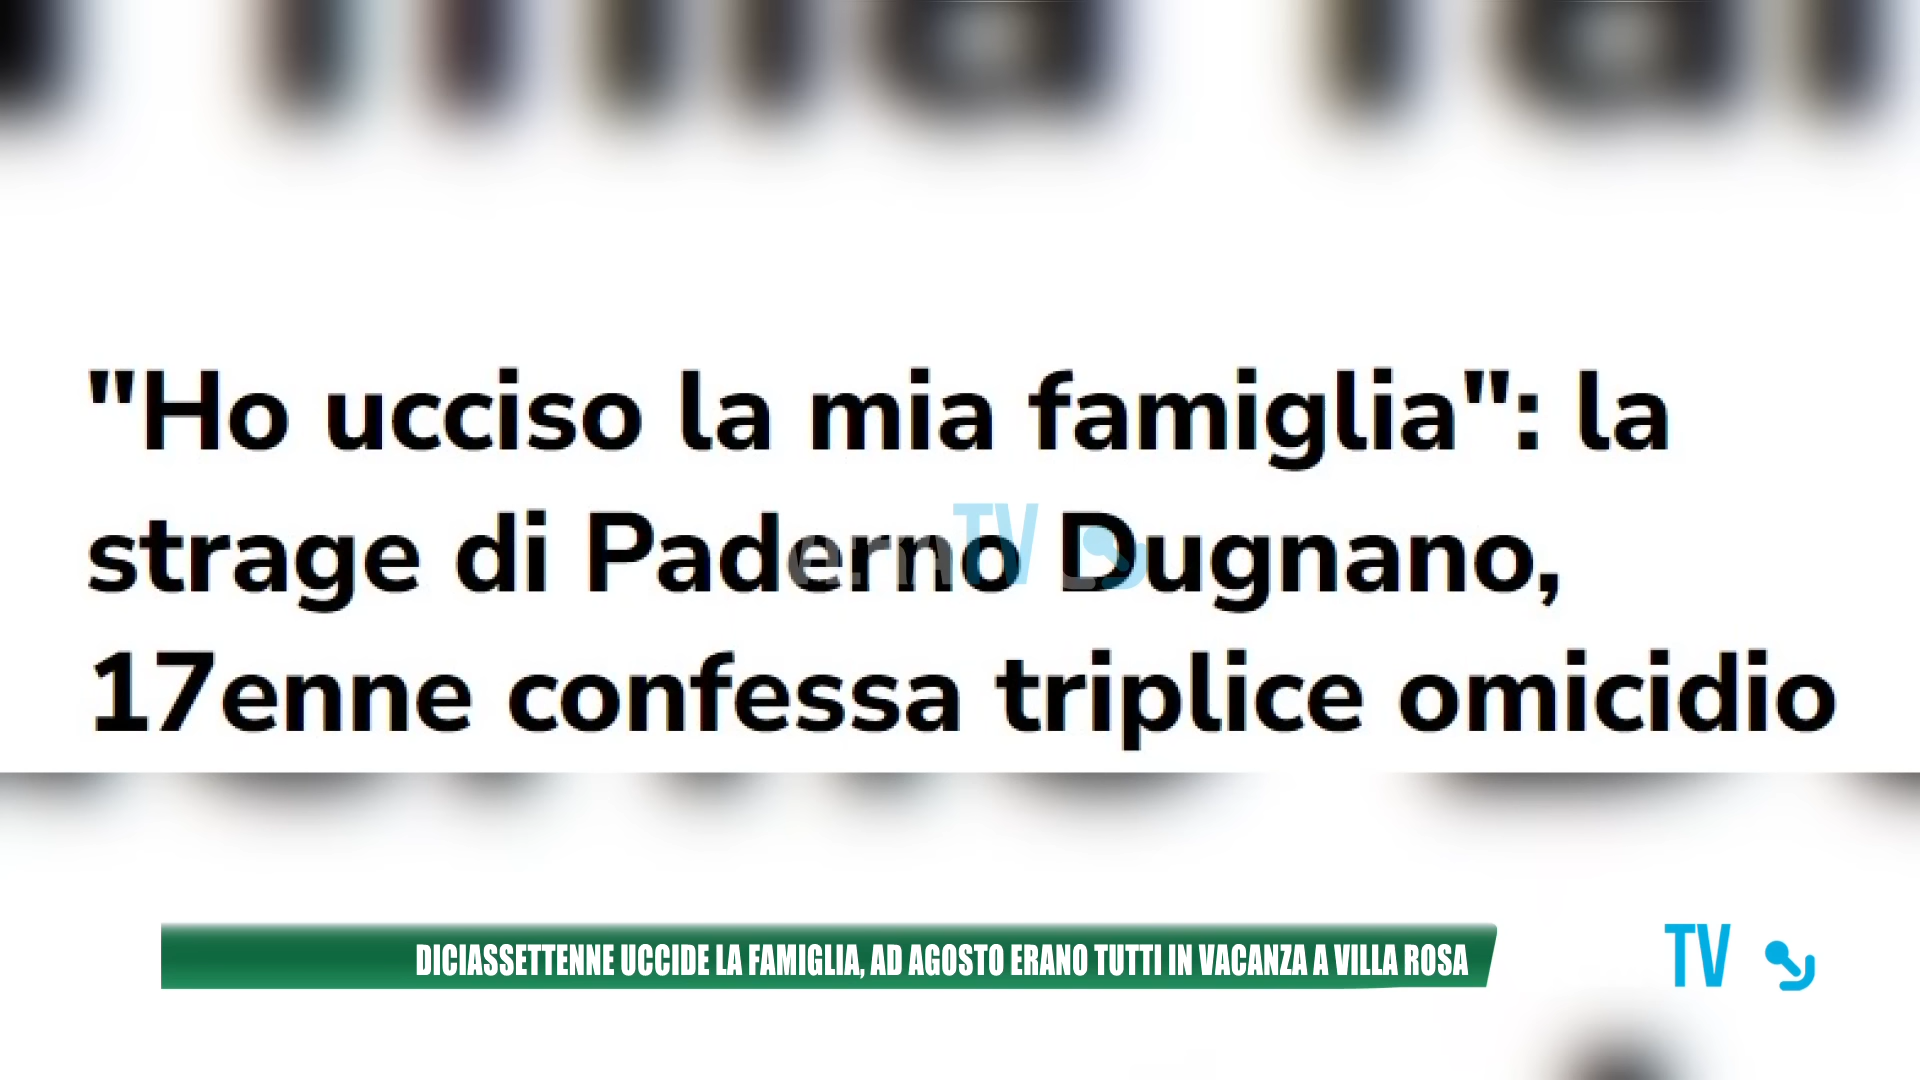 "Ho ucciso la mia famiglia": la
strage di Paderno Dugnano,
17enne confessa triplice omicidio
TV
DICIASSETTENNE UCCIDE LA FAMIGLIA, AD AGOSTO ERANO TUTTI IN VACANZA A VILLA ROSA
TV